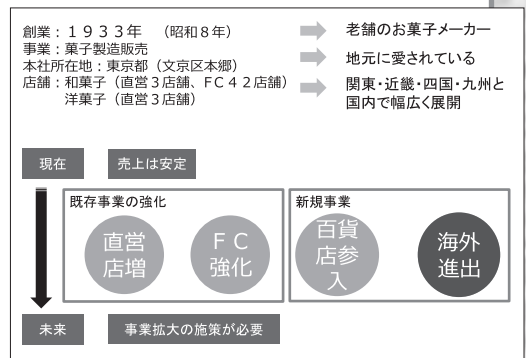 創業：１９３３年　（昭和８年）
老舗のお菓子メーカー
事業：菓子製造販売
本社所在地：東京都（文京区本郷）
地元に愛されている
店舗：和菓子（直営３店舗、ＦＣ４２店舗）
洋菓子（直営３店舗）
関東・近畿・四国・九州と
国内で幅広く展開
現在
売上は安定
既存事業の強化
直営
店増
ＦＣ
強化
新規事業
百貨
店参
入
海外
進出
未来
事業拡大の施策が必要